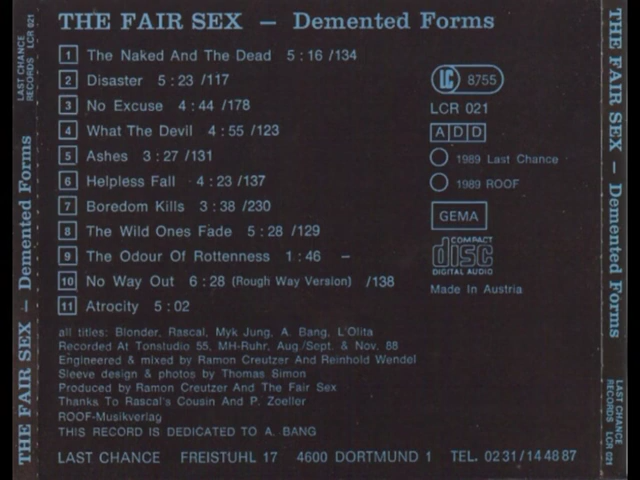 THE FAIR SEX – Demented Forms
1 The Naked And The Dead 5:16 /134
2 Disaster 5:23 /117
3 No Excuse 4:44 /178
4 What The Devil 4:55 /123
5 Ashes 3:27 /131
6 Helpless Fall 4:23 /137
7 Boredom Kills 3:38 /230
8 The Wild Ones Fade 5:28 /129
9 The Odour Of Rottenness 1:46 –
10 No Way Out 6:28 (Rough Way Version) /138
11 Atrocity 5:02
LC 8755
LCR 021
ADD
1989 Last Chance
1989 ROOF
GEMA
COMPACT
disc
DIGITAL AUDIO
Made In Austria
all titles: Blonder, Rascal, Myk Jung, A. Bang, L'Olita
Recorded At Tonstudio 55, MH-Ruhr, Aug./Sept. & Nov. 88
Engineered & mixed by Ramon Creutzer And Reinhold Wendel
Sleeve design & photos by Thomas Simon
Produced by Ramon Creutzer And The Fair Sex
Thanks To Rascal's Cousin And P. Zoeller
ROOF-Musikverlag
THIS RECORD IS DEDICATED TO A. BANG
LAST CHANCE FREISTUHL 17 4600 DORTMUND 1 TEL. 0231/144887
THE FAIR SEX – Demented Forms
LAST CHANCE
RECORDS LCR 021
THE FAIR SEX – Demented Forms
LAST CHANCE
RECORDS LCR 021